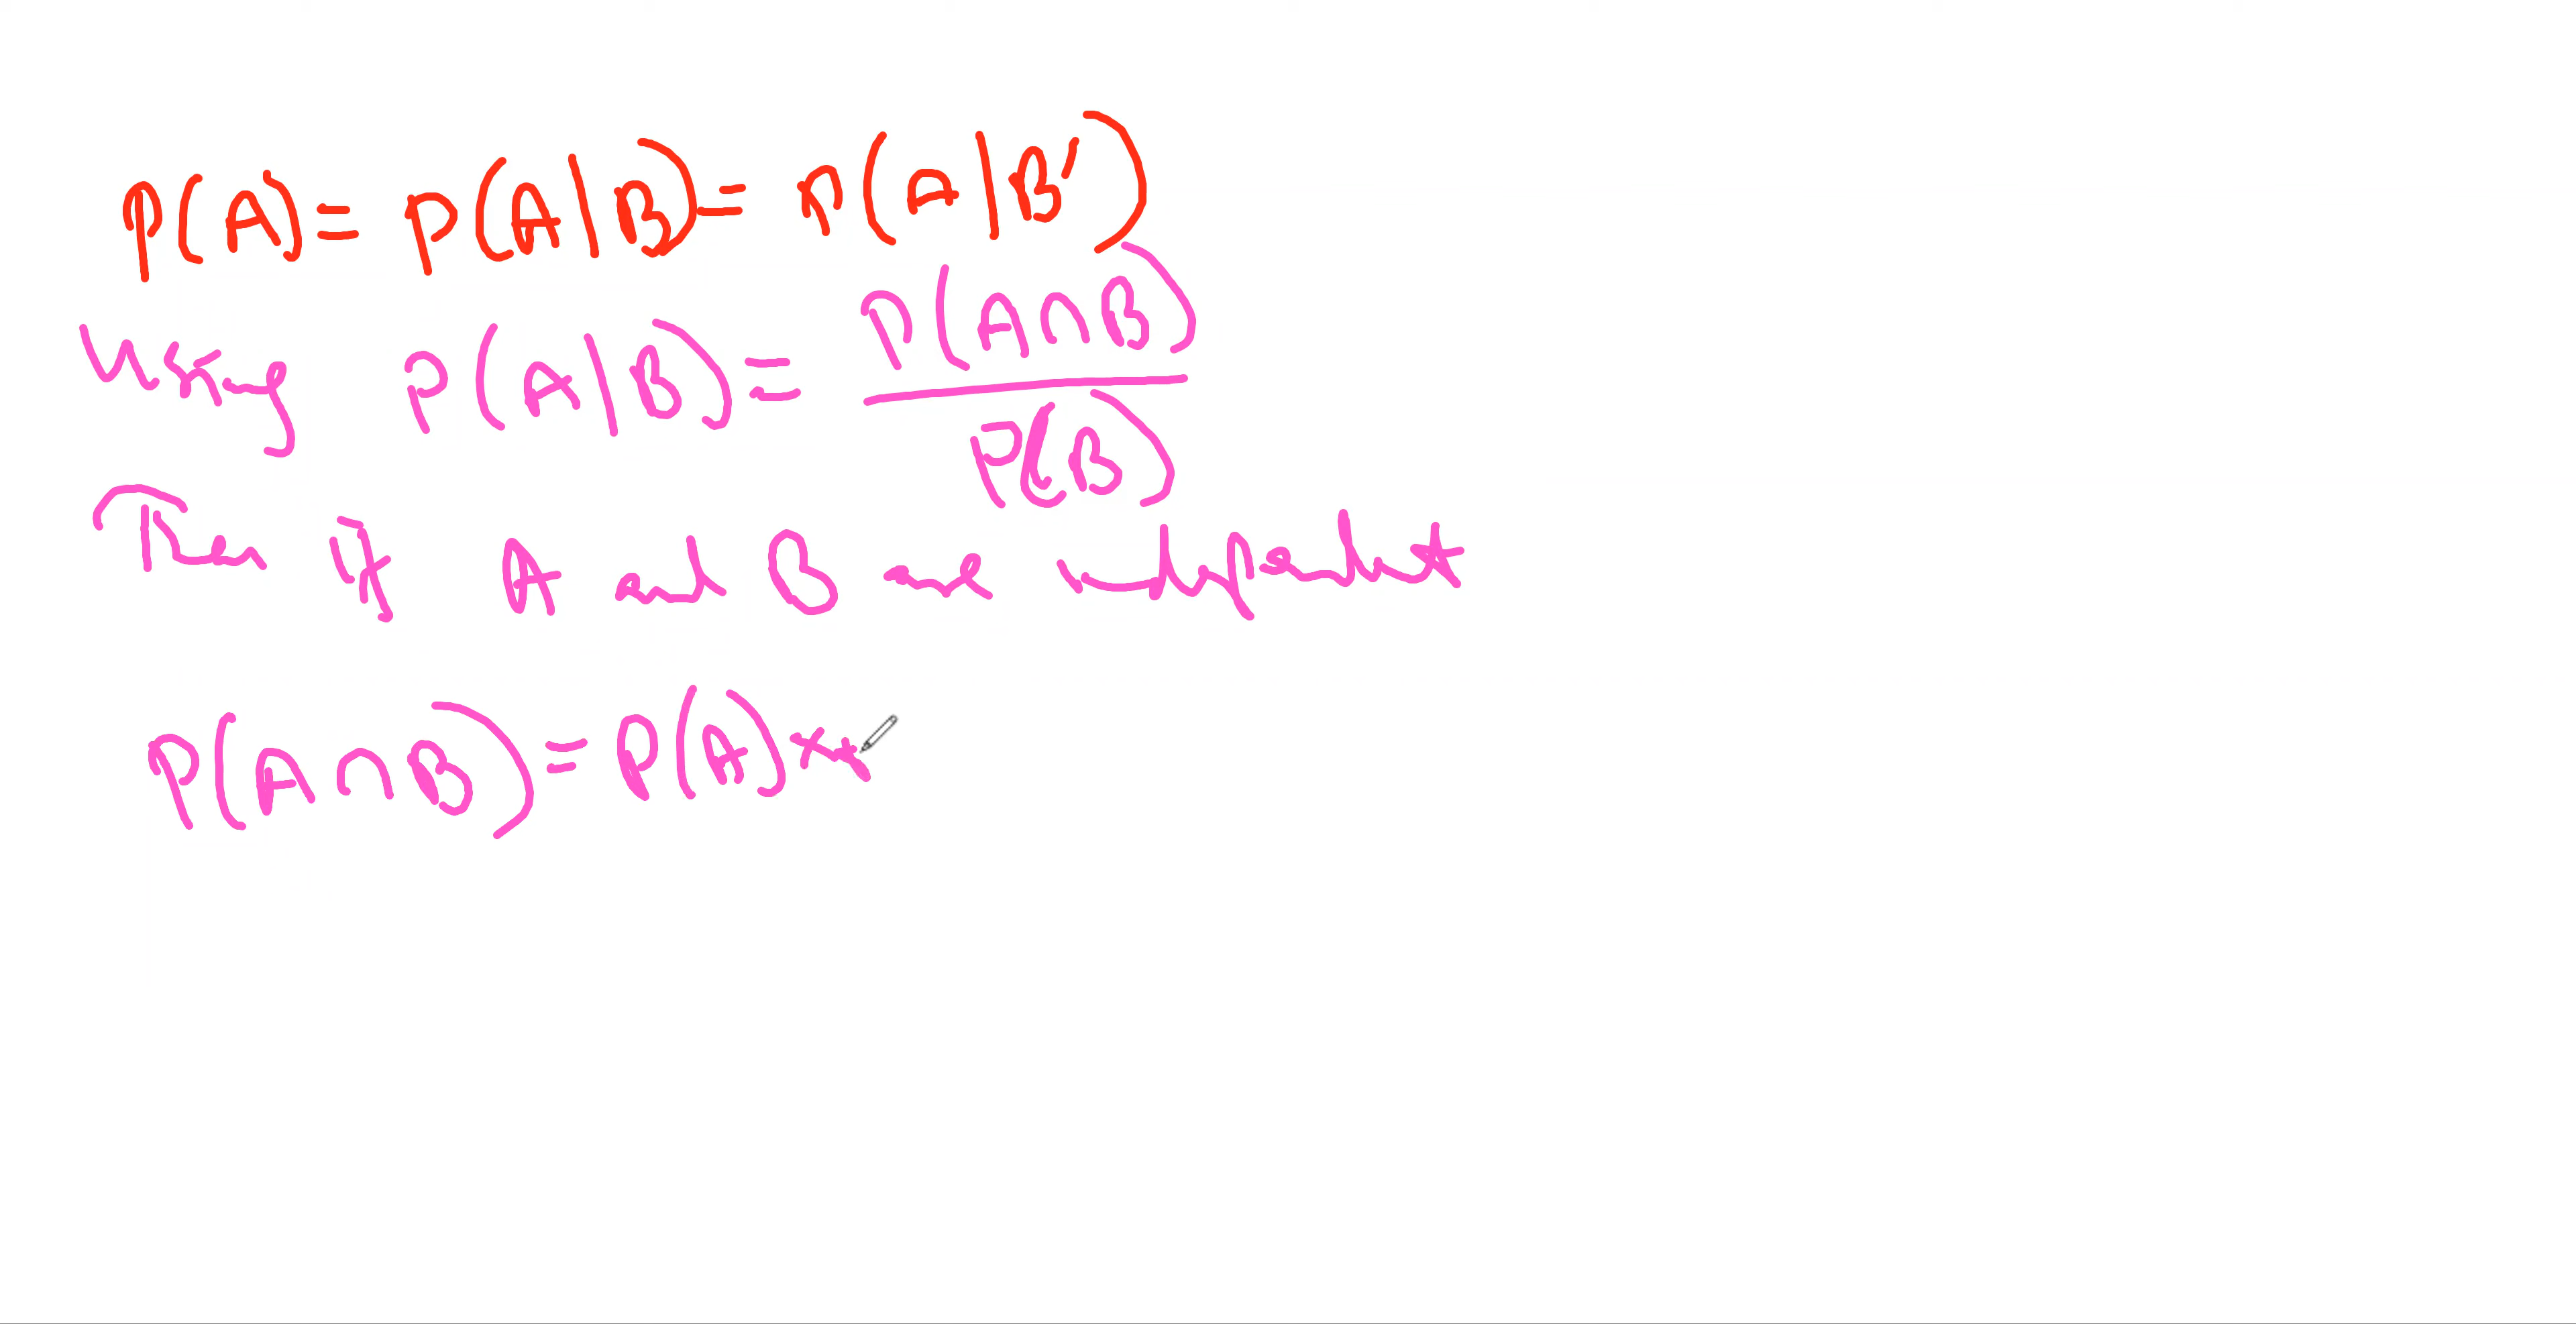 P(A) = P(A|B) = P(A|B')
Using P(A|B) = P(A∩B) / P(B)
Then if A and B are independent
P(A∩B) = P(A) ×